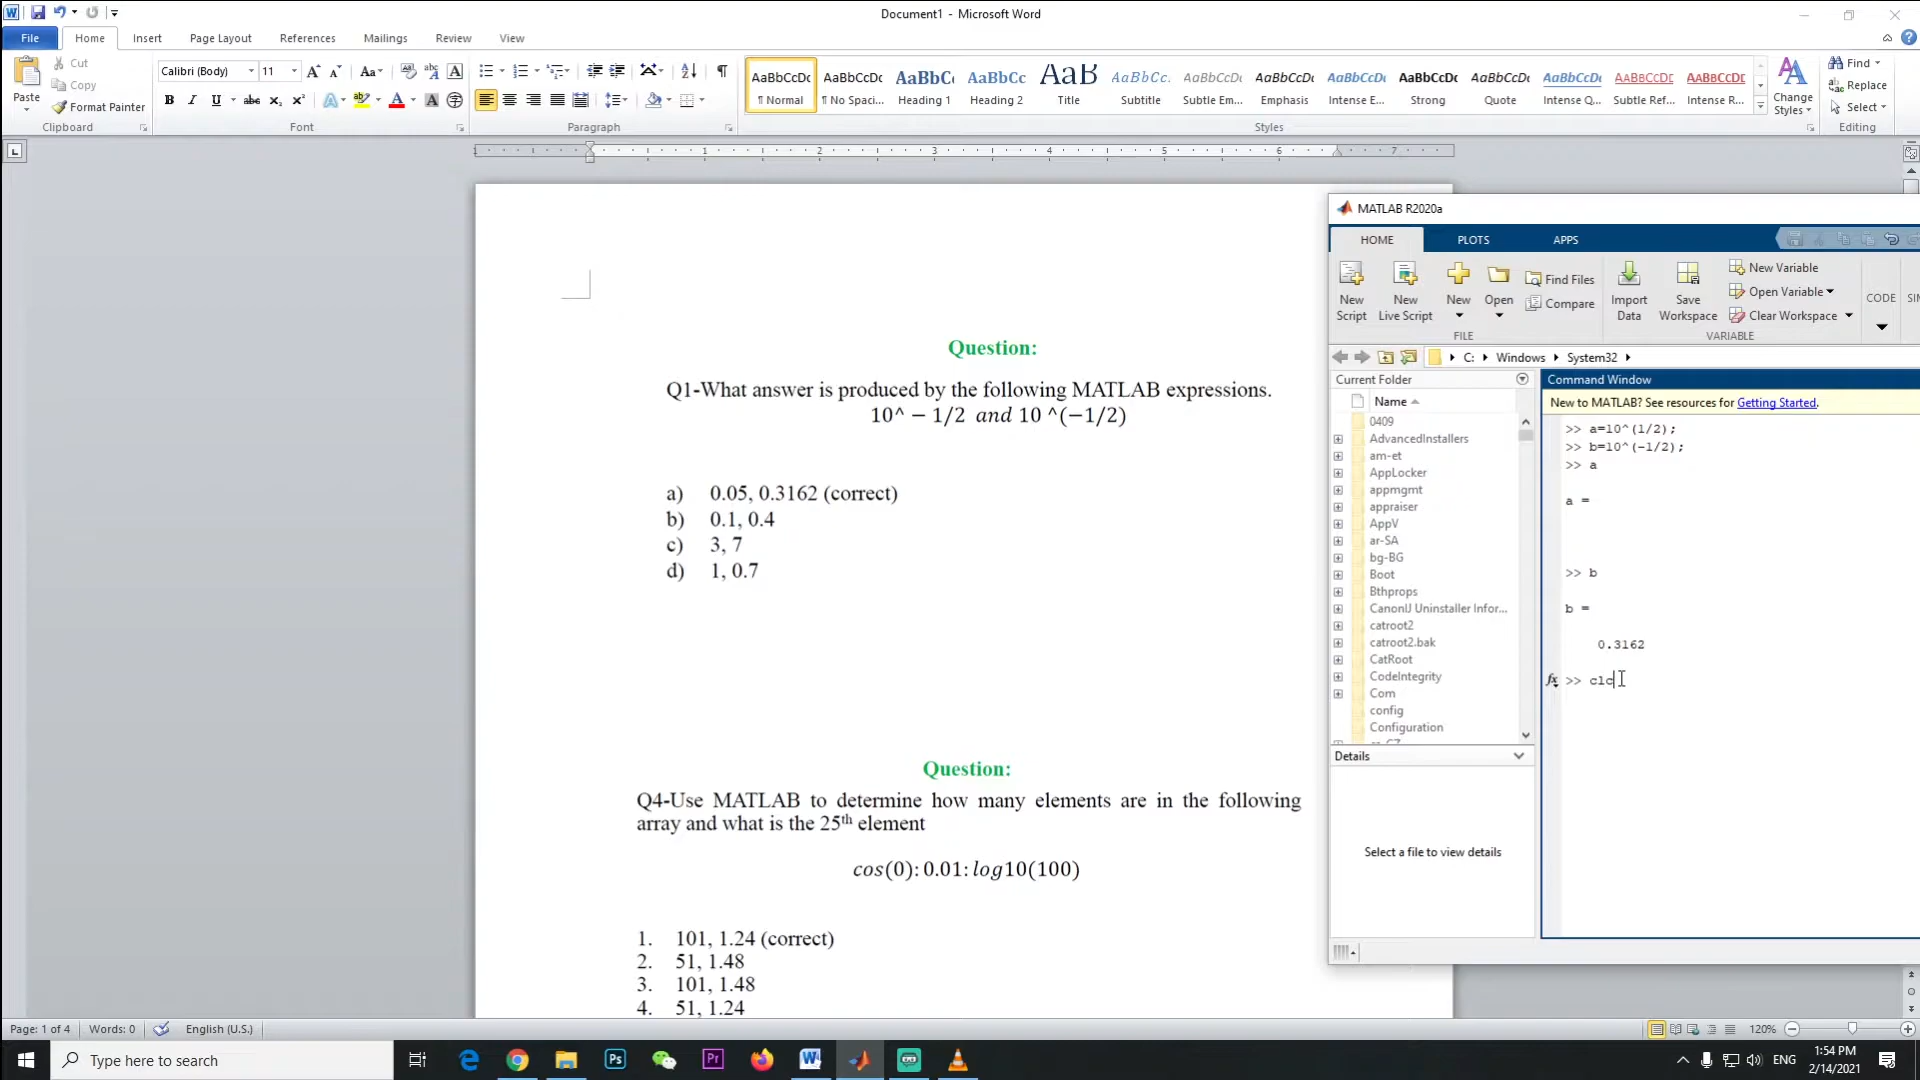 Document1 - Microsoft Word
File Home Insert Page Layout References Mailings Review View
Paste
Cut
Copy
Format Painter
Clipboard
Calibri (Body) 11
Font
Paragraph
AaBbCcDc AaBbCcDc AaBbC( AaBbCc AaB AaBbCc. AaBbCcDc AaBbCcDc AaBbCcDc AaBbCcDc AaBbCcDc AaBbCcDc AaBbCcDc AaBbCcDc
¶ Normal ¶ No Spaci... Heading 1 Heading 2 Title Subtitle Subtle Em... Emphasis Intense E... Strong Quote Intense Q... Subtle Ref... Intense R...
Styles
Change Styles
Find
Replace
Select
Editing
1 1 2 3 4 5 6 7
Question:
Q1-What answer is produced by the following MATLAB expressions.
10^ − 1/2 and 10 ^(−1/2)
a) 0.05, 0.3162 (correct)
b) 0.1, 0.4
c) 3, 7
d) 1, 0.7
Question:
Q4-Use MATLAB to determine how many elements are in the following
array and what is the 25th element
cos(0): 0.01: log10(100)
1. 101, 1.24 (correct)
2. 51, 1.48
3. 101, 1.48
4. 51, 1.24
MATLAB R2020a
HOME PLOTS APPS
New Script
New Live Script
New
Open
Find Files
Compare
FILE
Import Data
Save Workspace
New Variable
Open Variable
Clear Workspace
VARIABLE
CODE
SIM
C: Windows System32
Current Folder
Name
0409
AdvancedInstallers
am-et
AppLocker
appmgmt
appraiser
AppV
ar-SA
bg-BG
Boot
Bthprops
CanonIJ Uninstaller Infor...
catroot2
catroot2.bak
CatRoot
CodeIntegrity
Com
config
Configuration
Details
Select a file to view details
Command Window
New to MATLAB? See resources for Getting Started.
>> a=10^(1/2);
>> b=10^(-1/2);
>> a
a =
>> b
b =
0.3162
fx >> clc
Page: 1 of 4 Words: 0 English (U.S.) 120%
Type here to search
ENG
1:54 PM
2/14/2021